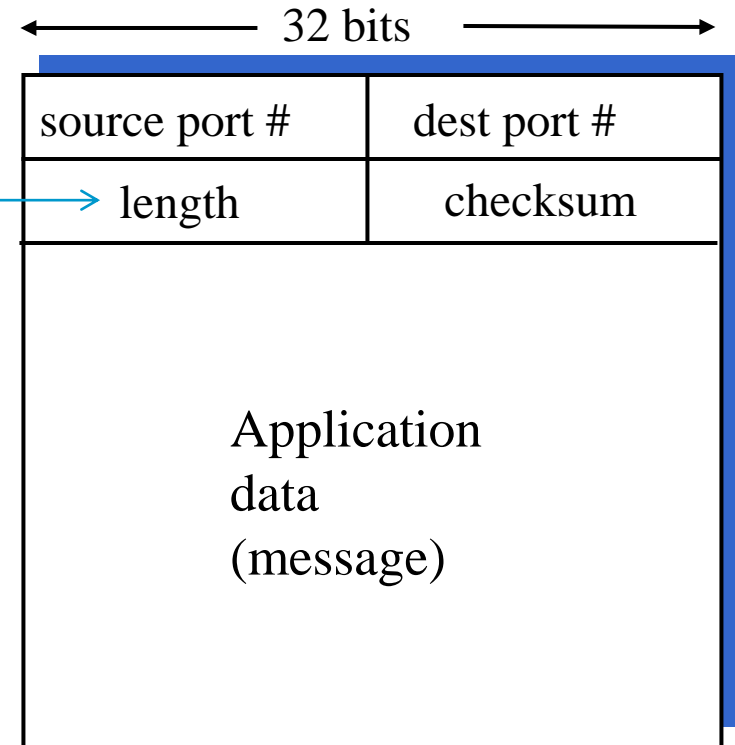 32 bits
source port # dest port #
length checksum
Application
data
(message)